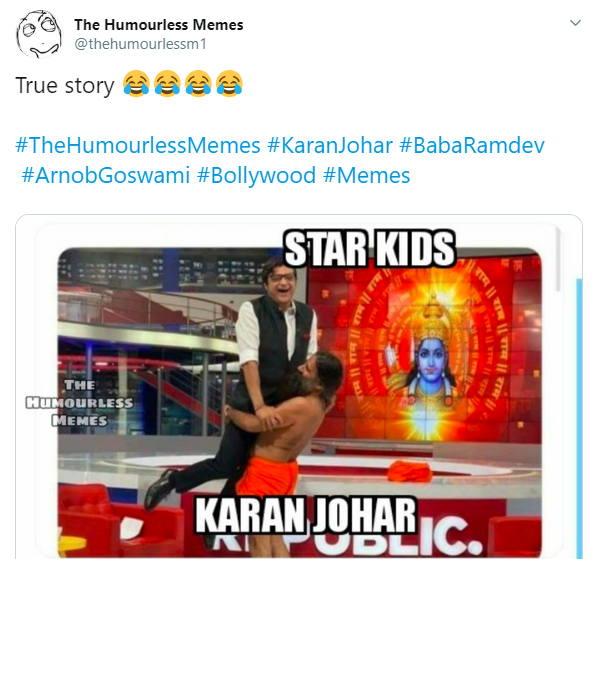 The Humourless Memes
@thehumourlessm1
True story 😂😂😂😂
#TheHumourlessMemes #KaranJohar #BabaRamdev
#ArnobGoswami #Bollywood #Memes
STAR KIDS
राम || राम || राम
THE
HUMOURLESS
MEMES
KARAN JOHAR